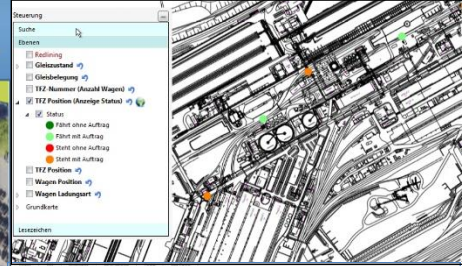 Steuerung
Suche
Ebenen
Redlining
Gleiszustand
Gleisbelegung
TFZ-Nummer (Anzahl Wagen)
TFZ Position (Anzeige Status)
Status
Fährt ohne Auftrag
Fährt mit Auftrag
Steht ohne Auftrag
Steht mit Auftrag
TFZ Position
Wagen Position
Wagen Ladungsart
Grundkarte
Lesezeichen